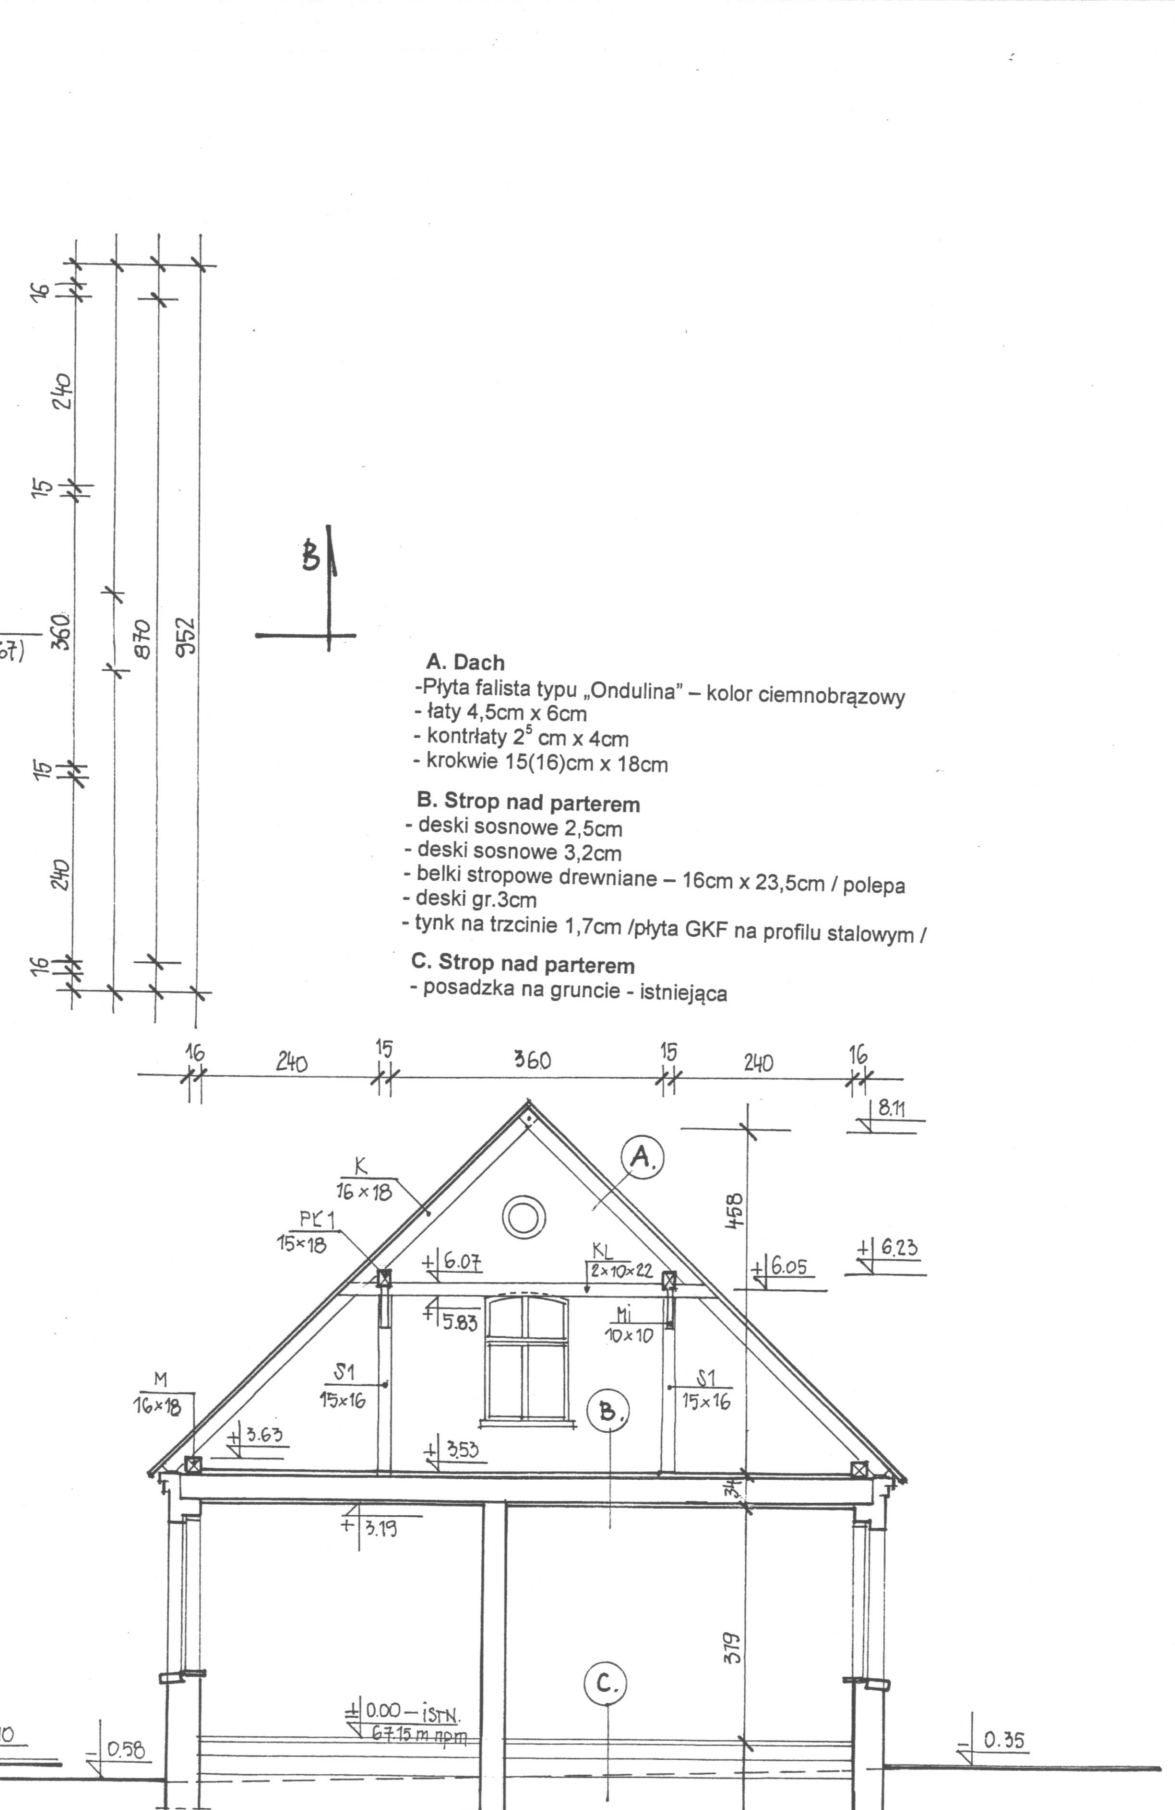 16
240
15
360
870
952
67)
15
240
16
B
A. Dach
-Płyta falista typu „Ondulina” – kolor ciemnobrązowy
- łaty 4,5cm x 6cm
- kontrłaty 2⁵ cm x 4cm
- krokwie 15(16)cm x 18cm
B. Strop nad parterem
- deski sosnowe 2,5cm
- deski sosnowe 3,2cm
- belki stropowe drewniane – 16cm x 23,5cm / polepa
- deski gr.3cm
- tynk na trzcinie 1,7cm /płyta GKF na profilu stalowym /
C. Strop nad parterem
- posadzka na gruncie - istniejąca
16 240 15 360 15 240 16
8.11
A.
K
16×18
458
PŁ1
15×18
+6.07
KL
2×10×22
+6.05
+6.23
+5.83
Mi
10×10
S1
15×16
S1
15×16
M
16×18
B.
+3.63
+3.53
34
+3.19
319
C.
±0.00 – ISTN.
67.15 m npm
10
-0.58
-0.35